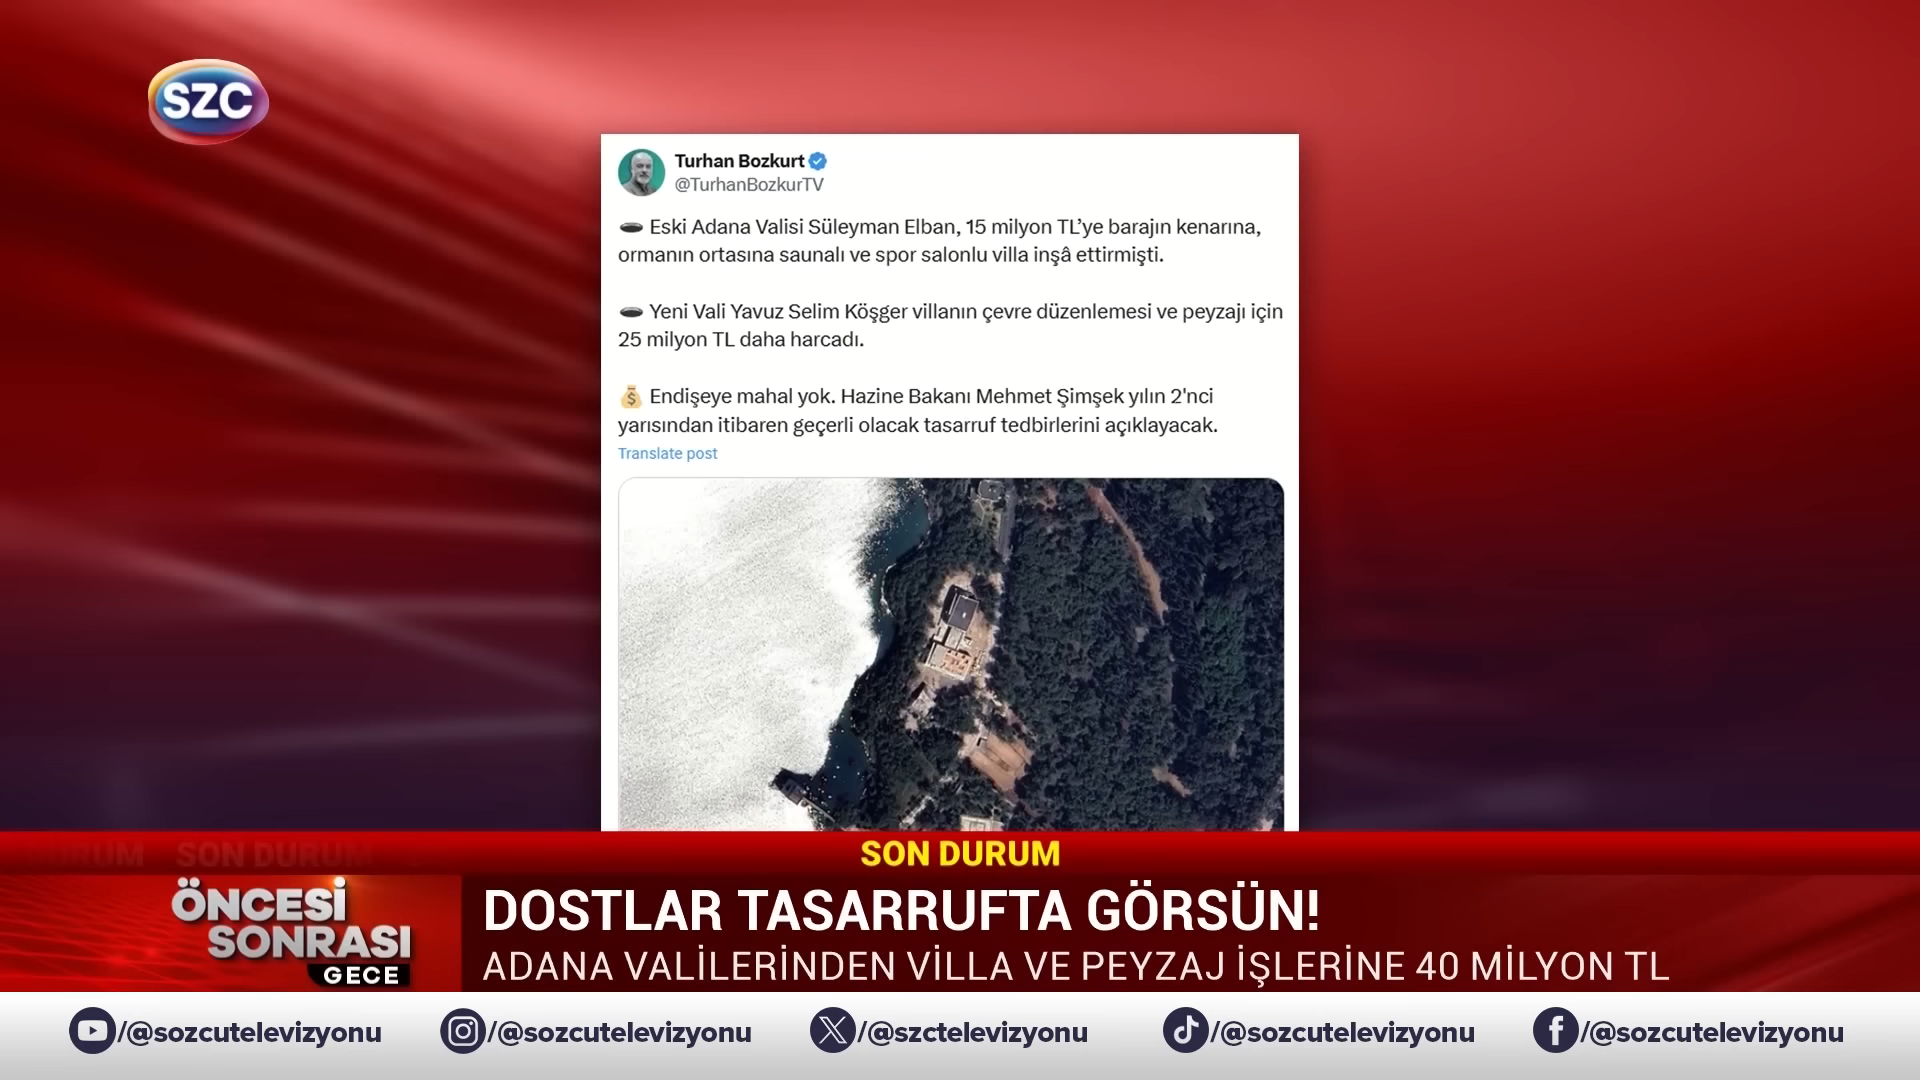 SZC
Turhan Bozkurt
@TurhanBozkurTV
Eski Adana Valisi Süleyman Elban, 15 milyon TL'ye barajın kenarına,
ormanın ortasına saunalı ve spor salonlu villa inşâ ettirmişti.
Yeni Vali Yavuz Selim Köşger villanın çevre düzenlemesi ve peyzajı için
25 milyon TL daha harcadı.
Endişeye mahal yok. Hazine Bakanı Mehmet Şimşek yılın 2'nci
yarısından itibaren geçerli olacak tasarruf tedbirlerini açıklayacak.
Translate post
SON DURUM
SON DURUM
ÖNCESİ
SONRASI
GECE
DOSTLAR TASARRUFTA GÖRSÜN!
ADANA VALİLERİNDEN VİLLA VE PEYZAJ İŞLERİNE 40 MİLYON TL
/@sozcutelevizyonu
/@sozcutelevizyonu
/@szctelevizyonu
/@sozcutelevizyonu
/@sozcutelevizyonu